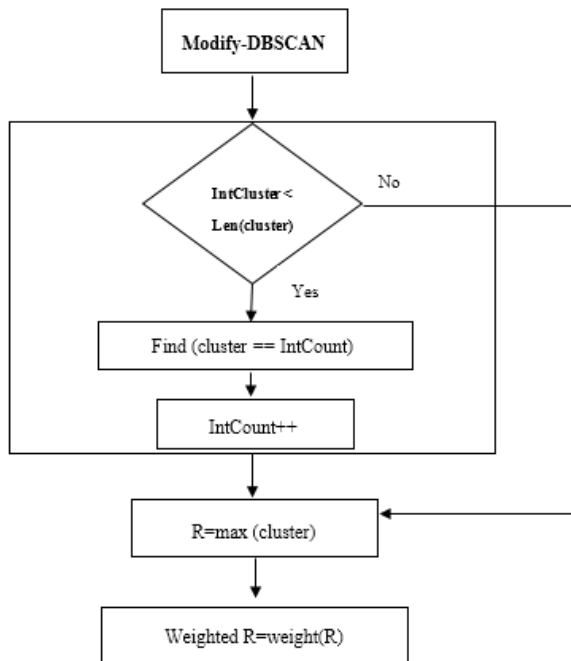 Modify-DBSCAN
IntCluster <
Len(cluster)
No
Yes
Find (cluster == IntCount)
IntCount++
R=max (cluster)
Weighted R=weight(R)